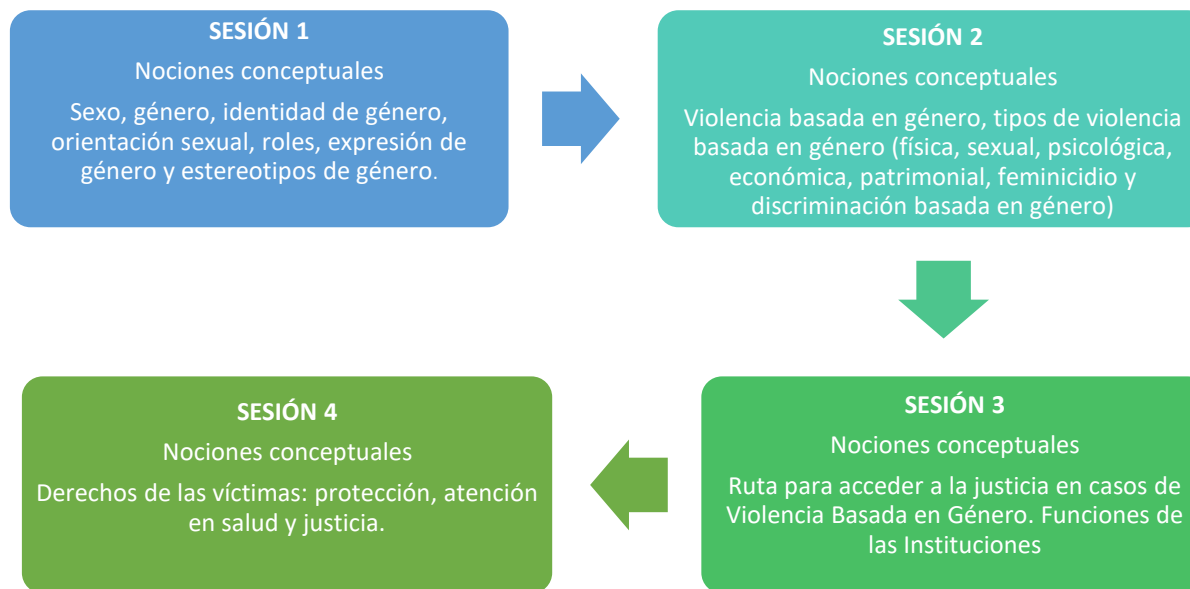 SESIÓN 1
Nociones conceptuales
Sexo, género, identidad de género,
orientación sexual, roles, expresión de
género y estereotipos de género.
SESIÓN 2
Nociones conceptuales
Violencia basada en género, tipos de violencia
basada en género (física, sexual, psicológica,
económica, patrimonial, feminicidio y
discriminación basada en género)
SESIÓN 3
Nociones conceptuales
Ruta para acceder a la justicia en casos de
Violencia Basada en Género. Funciones de
las Instituciones
SESIÓN 4
Nociones conceptuales
Derechos de las víctimas: protección, atención
en salud y justicia.